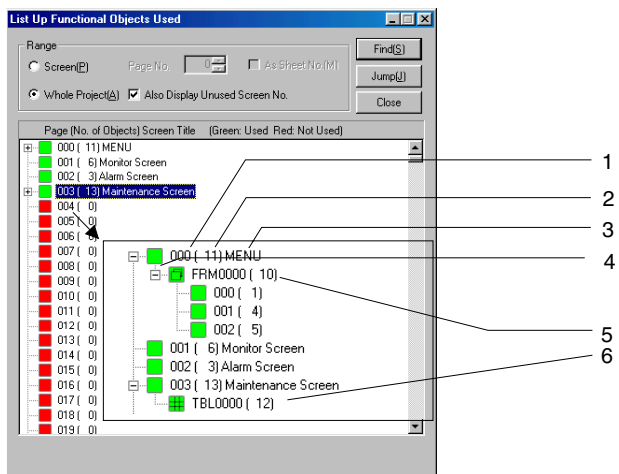 List Up Functional Objects Used
Range
Screen(P) Page No. 0 As Sheet No.(M)
Whole Project(A) Also Display Unused Screen No.
Find(S)
Jump(J)
Close
Page (No. of Objects) Screen Title (Green: Used Red: Not Used)
000 ( 11) MENU
001 ( 6) Monitor Screen
002 ( 3) Alarm Screen
003 ( 13) Maintenance Screen
004 ( 0)
005 ( 0)
006 ( 0)
007 ( 0)
008 ( 0)
009 ( 0)
010 ( 0)
011 ( 0)
012 ( 0)
013 ( 0)
014 ( 0)
015 ( 0)
016 ( 0)
017 ( 0)
018 ( 0)
019 ( 0)
000 ( 11) MENU
FRM0000 ( 10)
000 ( 1)
001 ( 4)
002 ( 5)
001 ( 6) Monitor Screen
002 ( 3) Alarm Screen
003 ( 13) Maintenance Screen
TBL0000 ( 12)
1
2
3
4
5
6